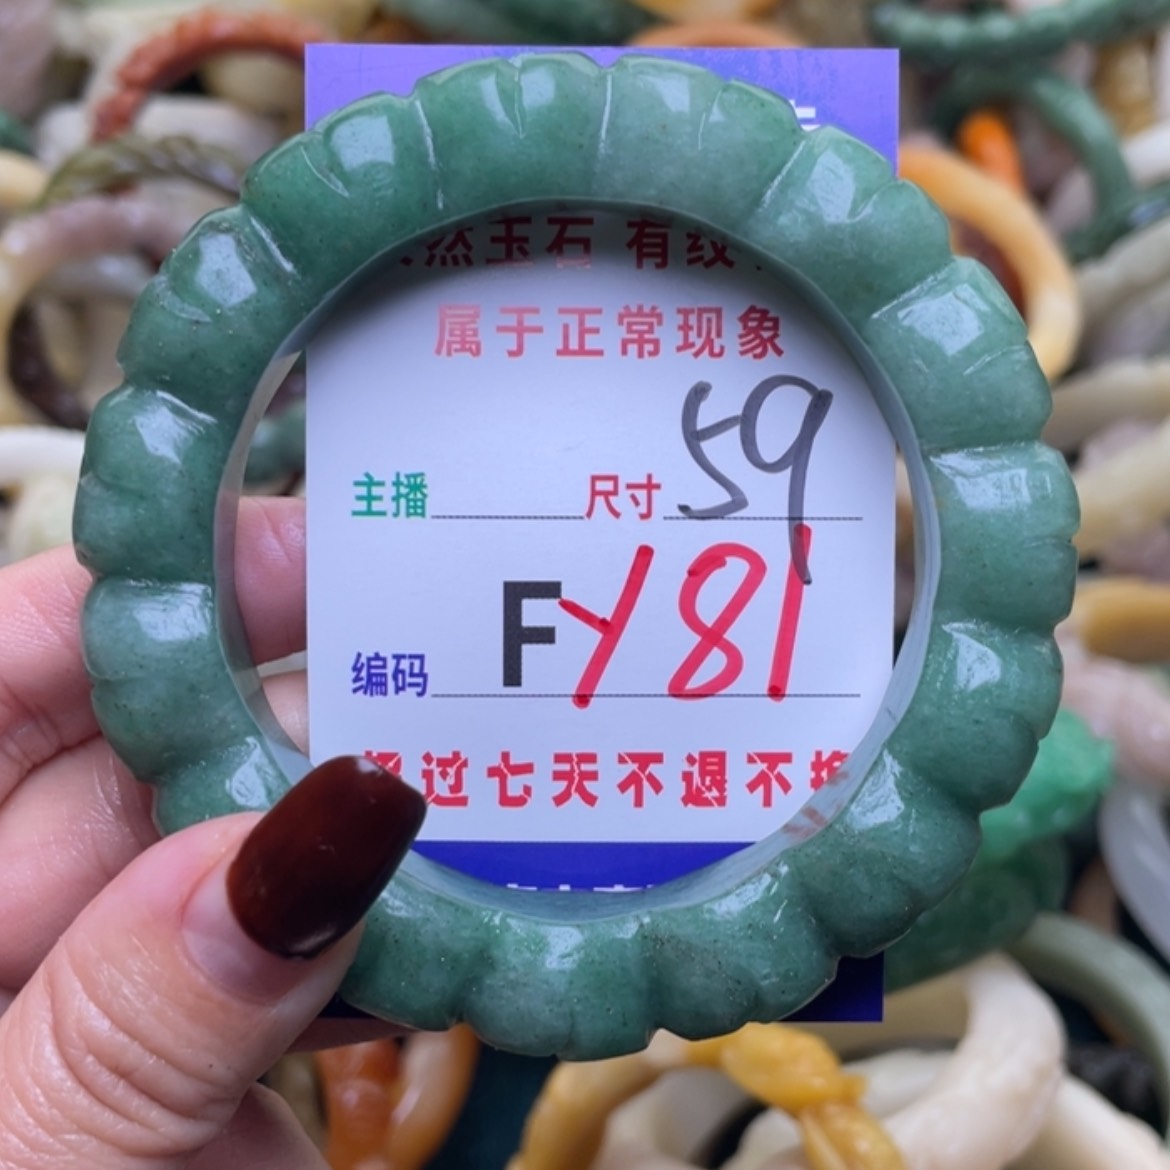 然玉石 有纹
属于正常现象
主播 尺寸 59
编码 FY81
过七天不退不换